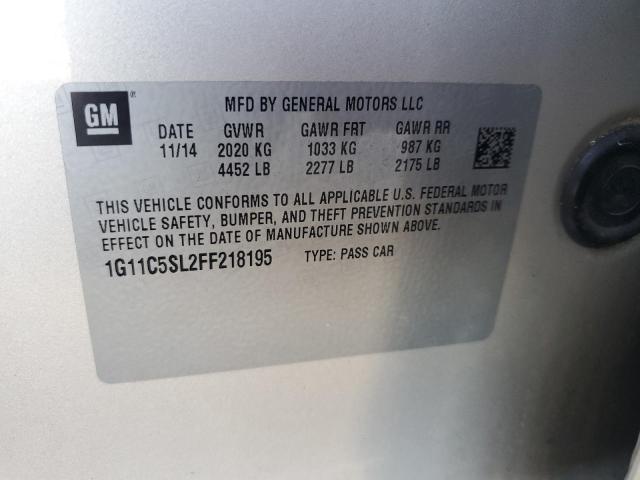 GM ®
MFD BY GENERAL MOTORS LLC
DATE GVWR GAWR FRT GAWR RR
11/14 2020 KG 1033 KG 987 KG
4452 LB 2277 LB 2175 LB
THIS VEHICLE CONFORMS TO ALL APPLICABLE U.S. FEDERAL MOTOR
VEHICLE SAFETY, BUMPER, AND THEFT PREVENTION STANDARDS IN
EFFECT ON THE DATE OF MANUFACTURE SHOWN ABOVE.
1G11C5SL2FF218195 TYPE: PASS CAR